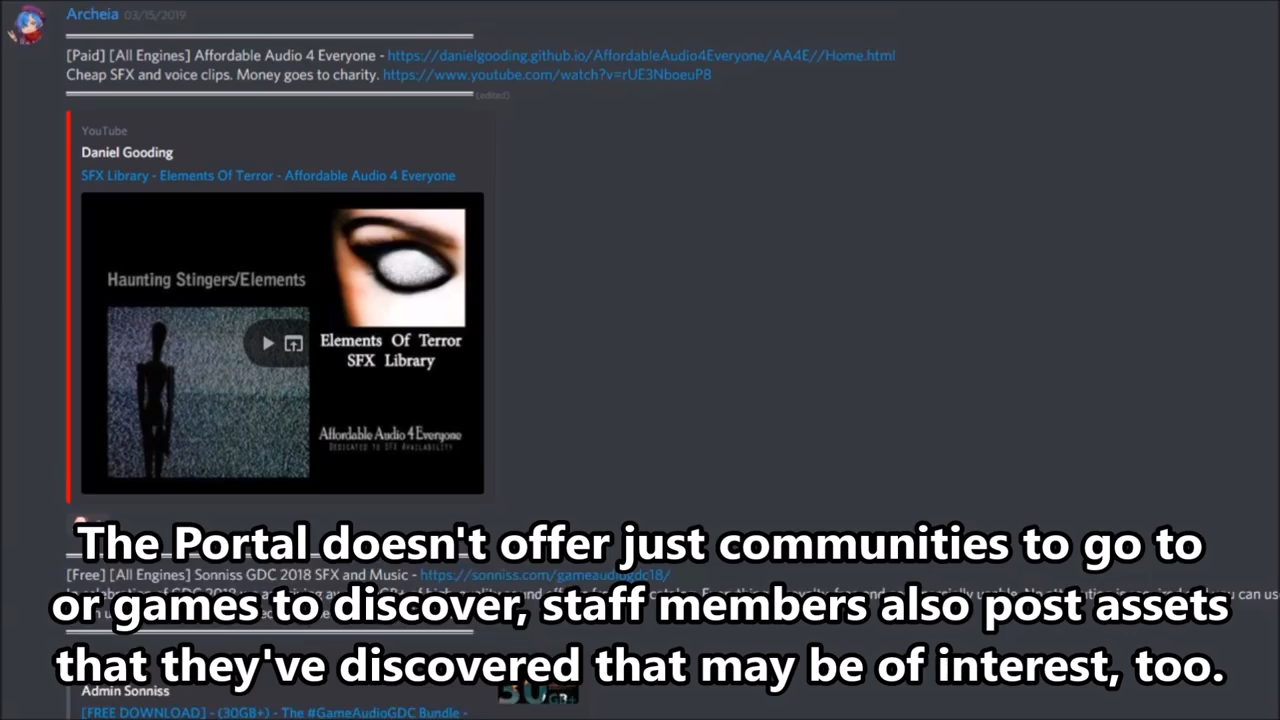 Archeia 03/15/2019
[Paid] [All Engines] Affordable Audio 4 Everyone - https://danielgooding.github.io/AffordableAudio4Everyone/AA4E//Home.html
Cheap SFX and voice clips. Money goes to charity. https://www.youtube.com/watch?v=rUE3NboeuP8
(edited)
YouTube
Daniel Gooding
SFX Library - Elements Of Terror - Affordable Audio 4 Everyone
Haunting Stingers/Elements
Elements Of Terror
SFX Library
Affordable Audio 4 Everyone
DEDICATED TO SFX AVAILABILITY
The Portal doesn't offer just communities to go to
or games to discover, staff members also post assets
that they've discovered that may be of interest, too.
[Free] [All Engines] Sonniss GDC 2018 SFX and Music - https://sonniss.com/gameaudiogdc18/
Admin Sonniss
[FREE DOWNLOAD] - (30GB+) - The #GameAudioGDC Bundle -